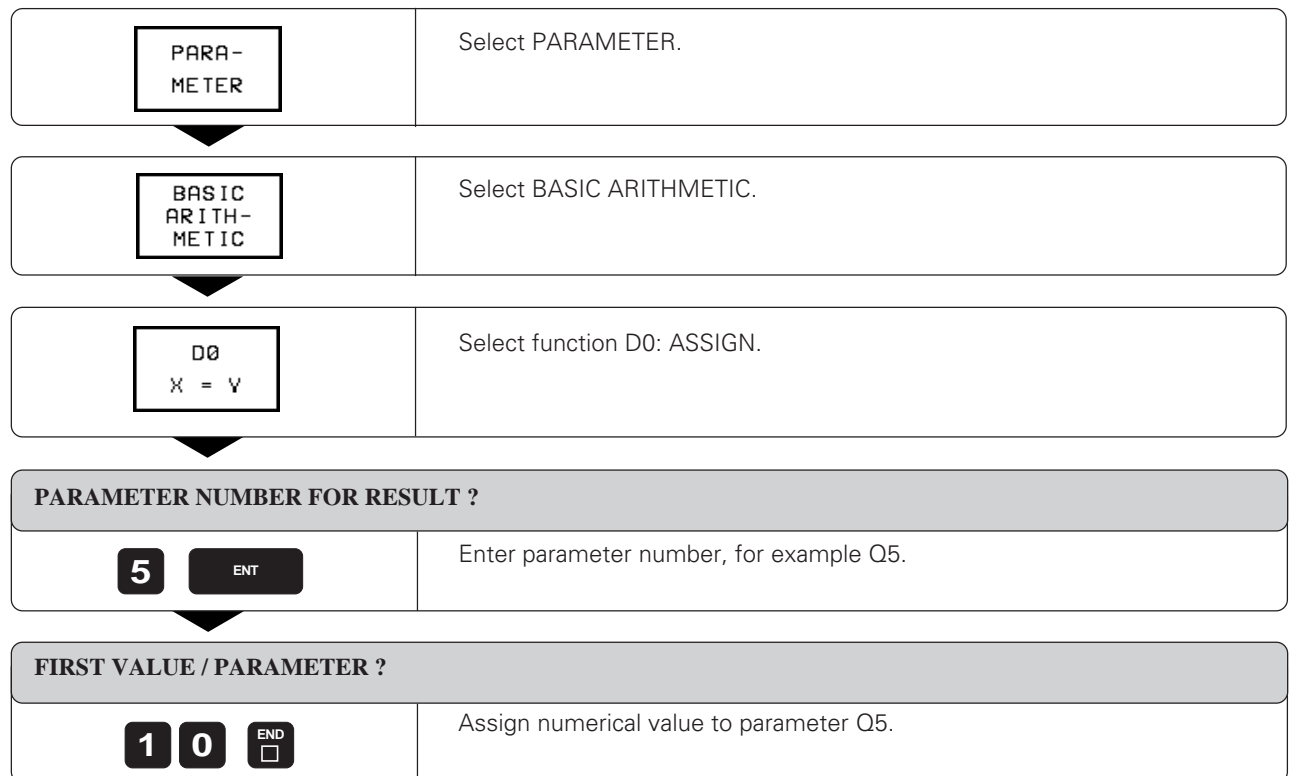 PARA-
METER
Select PARAMETER.
BASIC
ARITH-
METIC
Select BASIC ARITHMETIC.
D0
X = Y
Select function D0: ASSIGN.
PARAMETER NUMBER FOR RESULT ?
5 ENT
Enter parameter number, for example Q5.
FIRST VALUE / PARAMETER ?
1 0 END
Assign numerical value to parameter Q5.